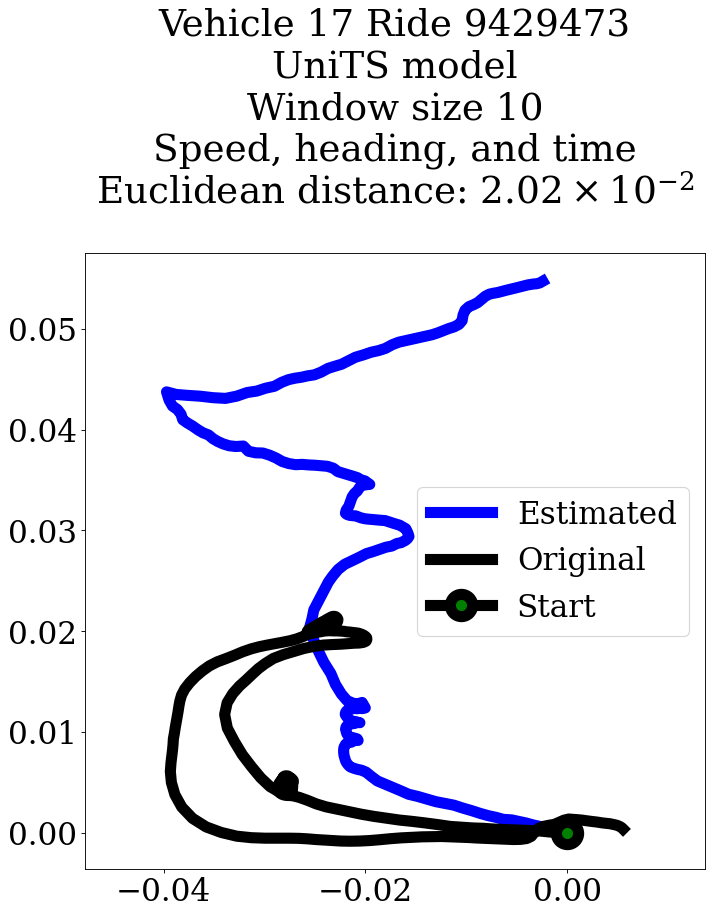 Vehicle 17 Ride 9429473
UniTS model
Window size 10
Speed, heading, and time
Euclidean distance: 2.02 × 10⁻²
0.05
0.04
0.03
0.02
0.01
0.00
Estimated
Original
Start
−0.04 −0.02 0.00